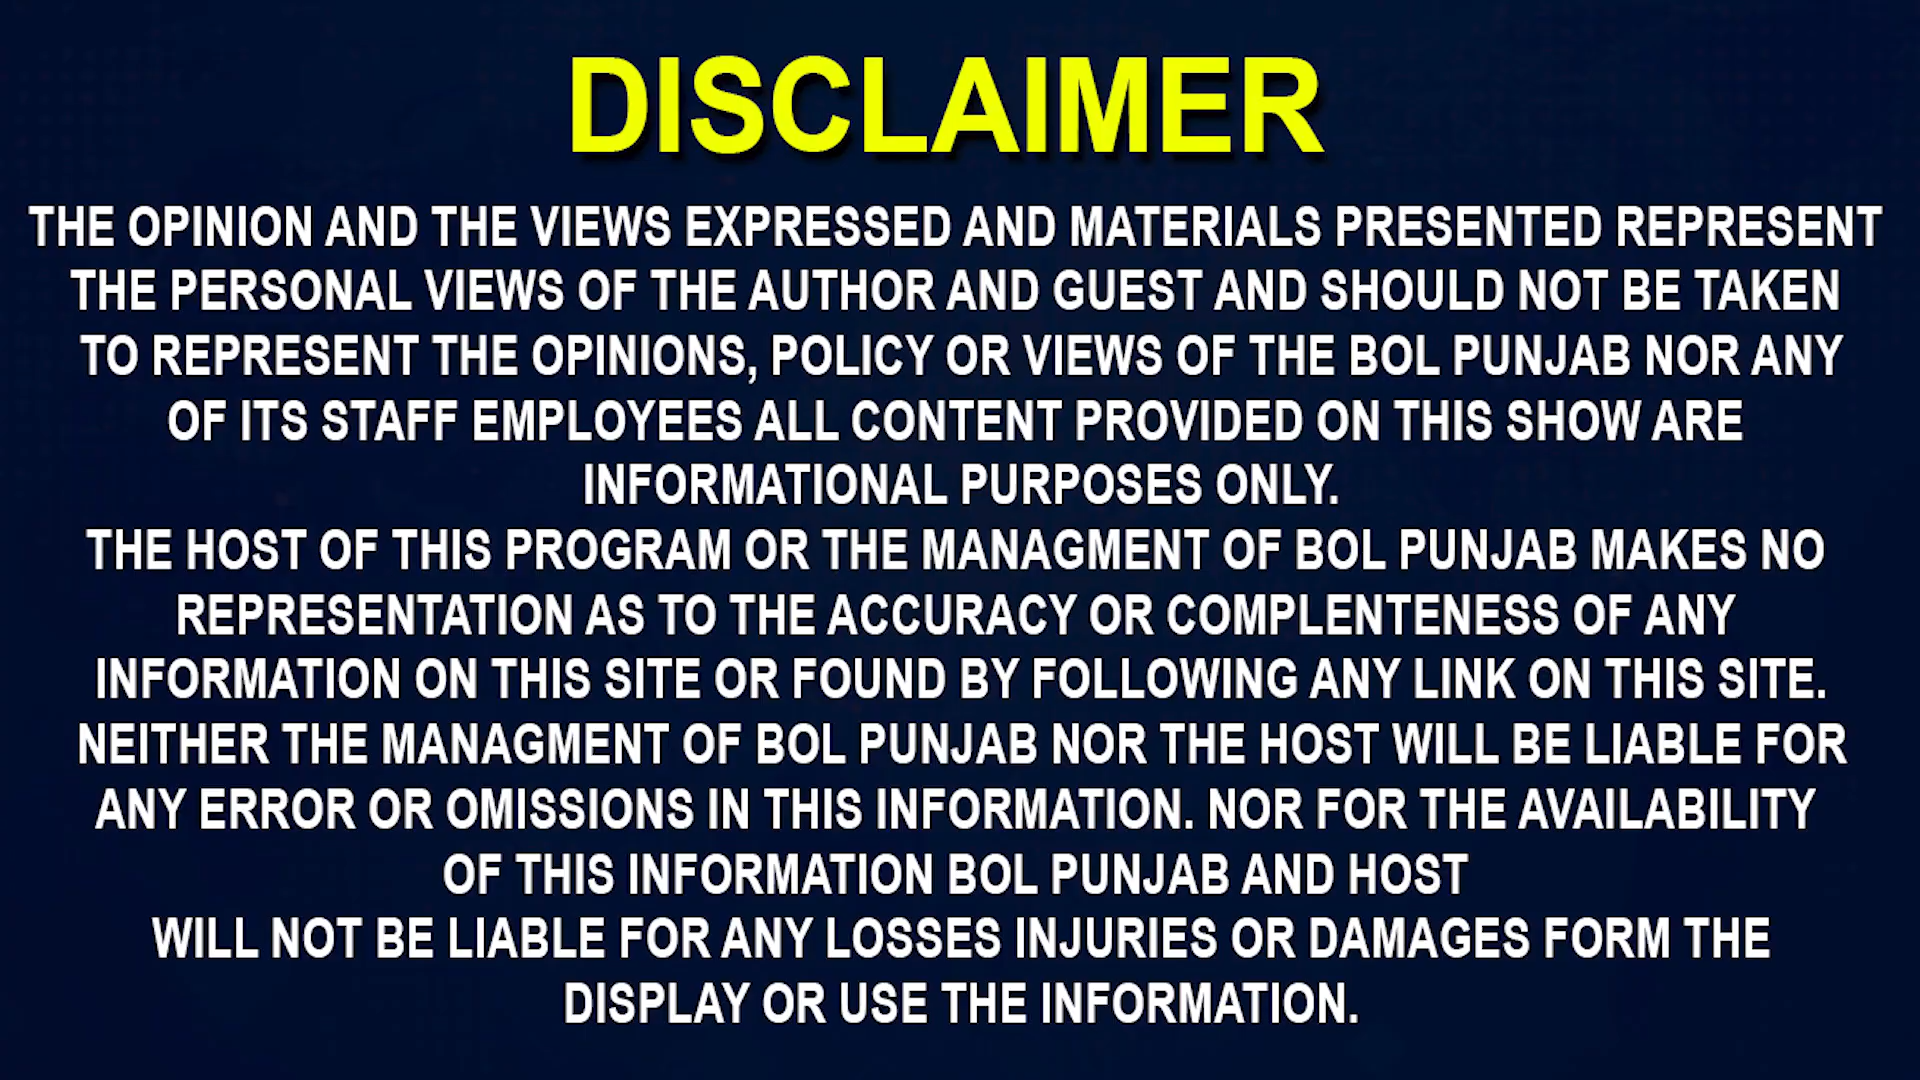 DISCLAIMER
THE OPINION AND THE VIEWS EXPRESSED AND MATERIALS PRESENTED REPRESENT
THE PERSONAL VIEWS OF THE AUTHOR AND GUEST AND SHOULD NOT BE TAKEN
TO REPRESENT THE OPINIONS, POLICY OR VIEWS OF THE BOL PUNJAB NOR ANY
OF ITS STAFF EMPLOYEES ALL CONTENT PROVIDED ON THIS SHOW ARE
INFORMATIONAL PURPOSES ONLY.
THE HOST OF THIS PROGRAM OR THE MANAGMENT OF BOL PUNJAB MAKES NO
REPRESENTATION AS TO THE ACCURACY OR COMPLENTENESS OF ANY
INFORMATION ON THIS SITE OR FOUND BY FOLLOWING ANY LINK ON THIS SITE.
NEITHER THE MANAGMENT OF BOL PUNJAB NOR THE HOST WILL BE LIABLE FOR
ANY ERROR OR OMISSIONS IN THIS INFORMATION. NOR FOR THE AVAILABILITY
OF THIS INFORMATION BOL PUNJAB AND HOST
WILL NOT BE LIABLE FOR ANY LOSSES INJURIES OR DAMAGES FORM THE
DISPLAY OR USE THE INFORMATION.